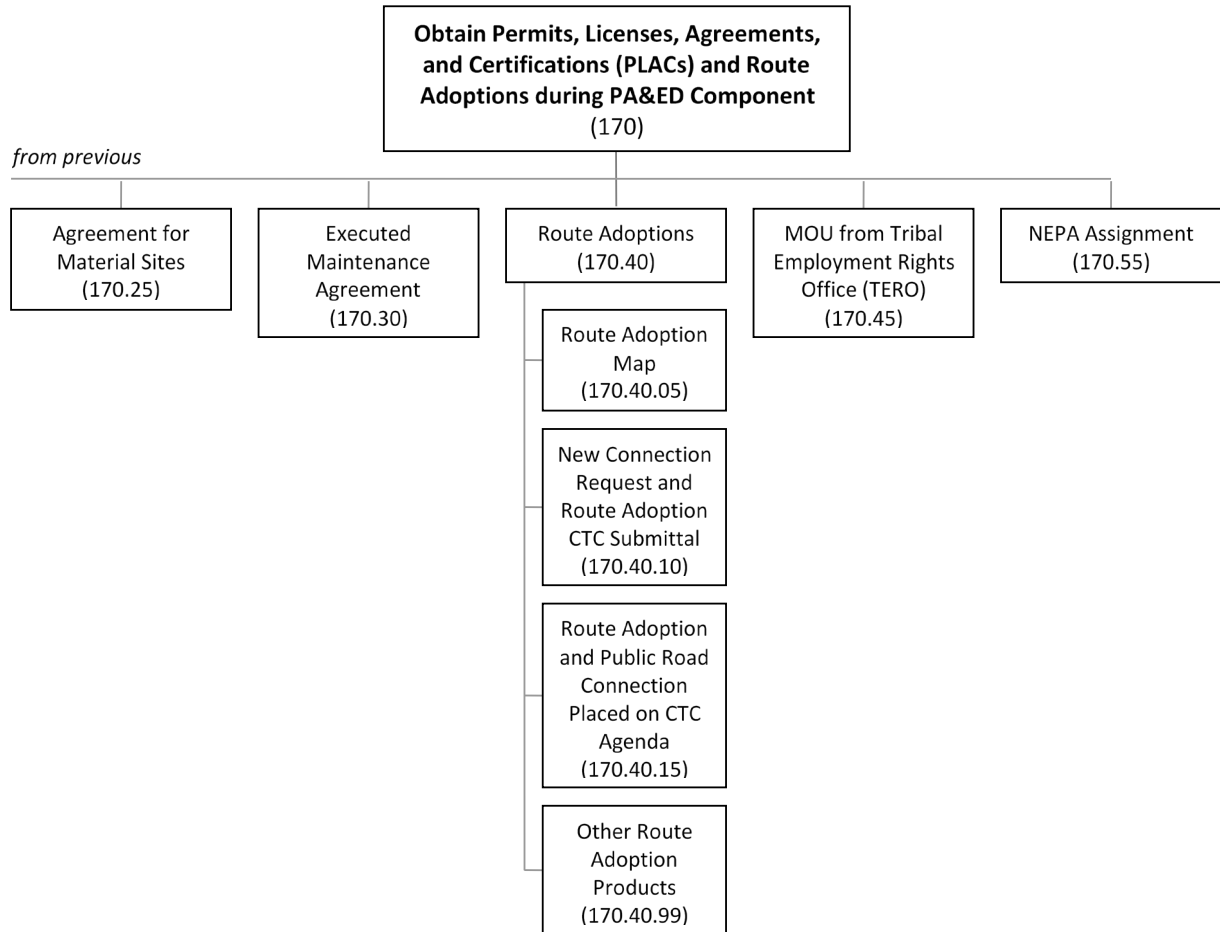 Obtain Permits, Licenses, Agreements,
and Certifications (PLACs) and Route
Adoptions during PA&ED Component
(170)
from previous
Agreement for
Material Sites
(170.25)
Executed
Maintenance
Agreement
(170.30)
Route Adoptions
(170.40)
MOU from Tribal
Employment Rights
Office (TERO)
(170.45)
NEPA Assignment
(170.55)
Route Adoption
Map
(170.40.05)
New Connection
Request and
Route Adoption
CTC Submittal
(170.40.10)
Route Adoption
and Public Road
Connection
Placed on CTC
Agenda
(170.40.15)
Other Route
Adoption
Products
(170.40.99)